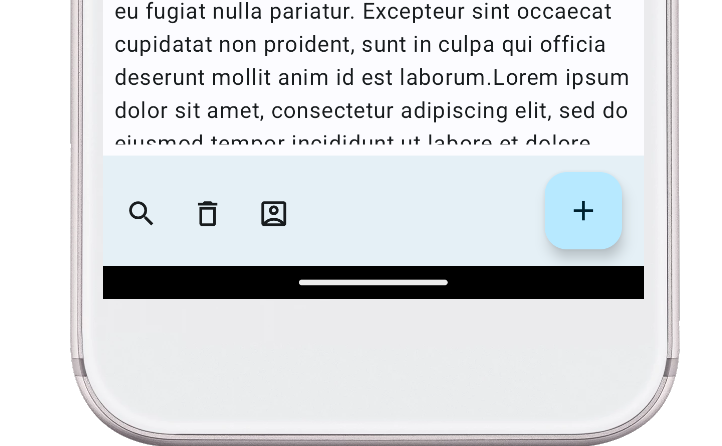 eu fugiat nulla pariatur. Excepteur sint occaecat
cupidatat non proident, sunt in culpa qui officia
deserunt mollit anim id est laborum.Lorem ipsum
dolor sit amet, consectetur adipiscing elit, sed do
eiusmod tempor incididunt ut labore et dolore